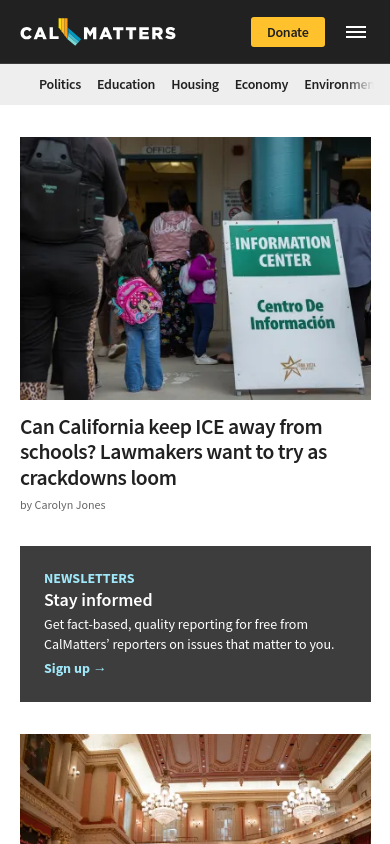 CAL MATTERS
Donate
Politics Education Housing Economy Environmen
OFFICE
INFORMATION
CENTER
Centro De
Información
Can California keep ICE away from
schools? Lawmakers want to try as
crackdowns loom
by Carolyn Jones
NEWSLETTERS
Stay informed
Get fact-based, quality reporting for free from
CalMatters’ reporters on issues that matter to you.
Sign up →